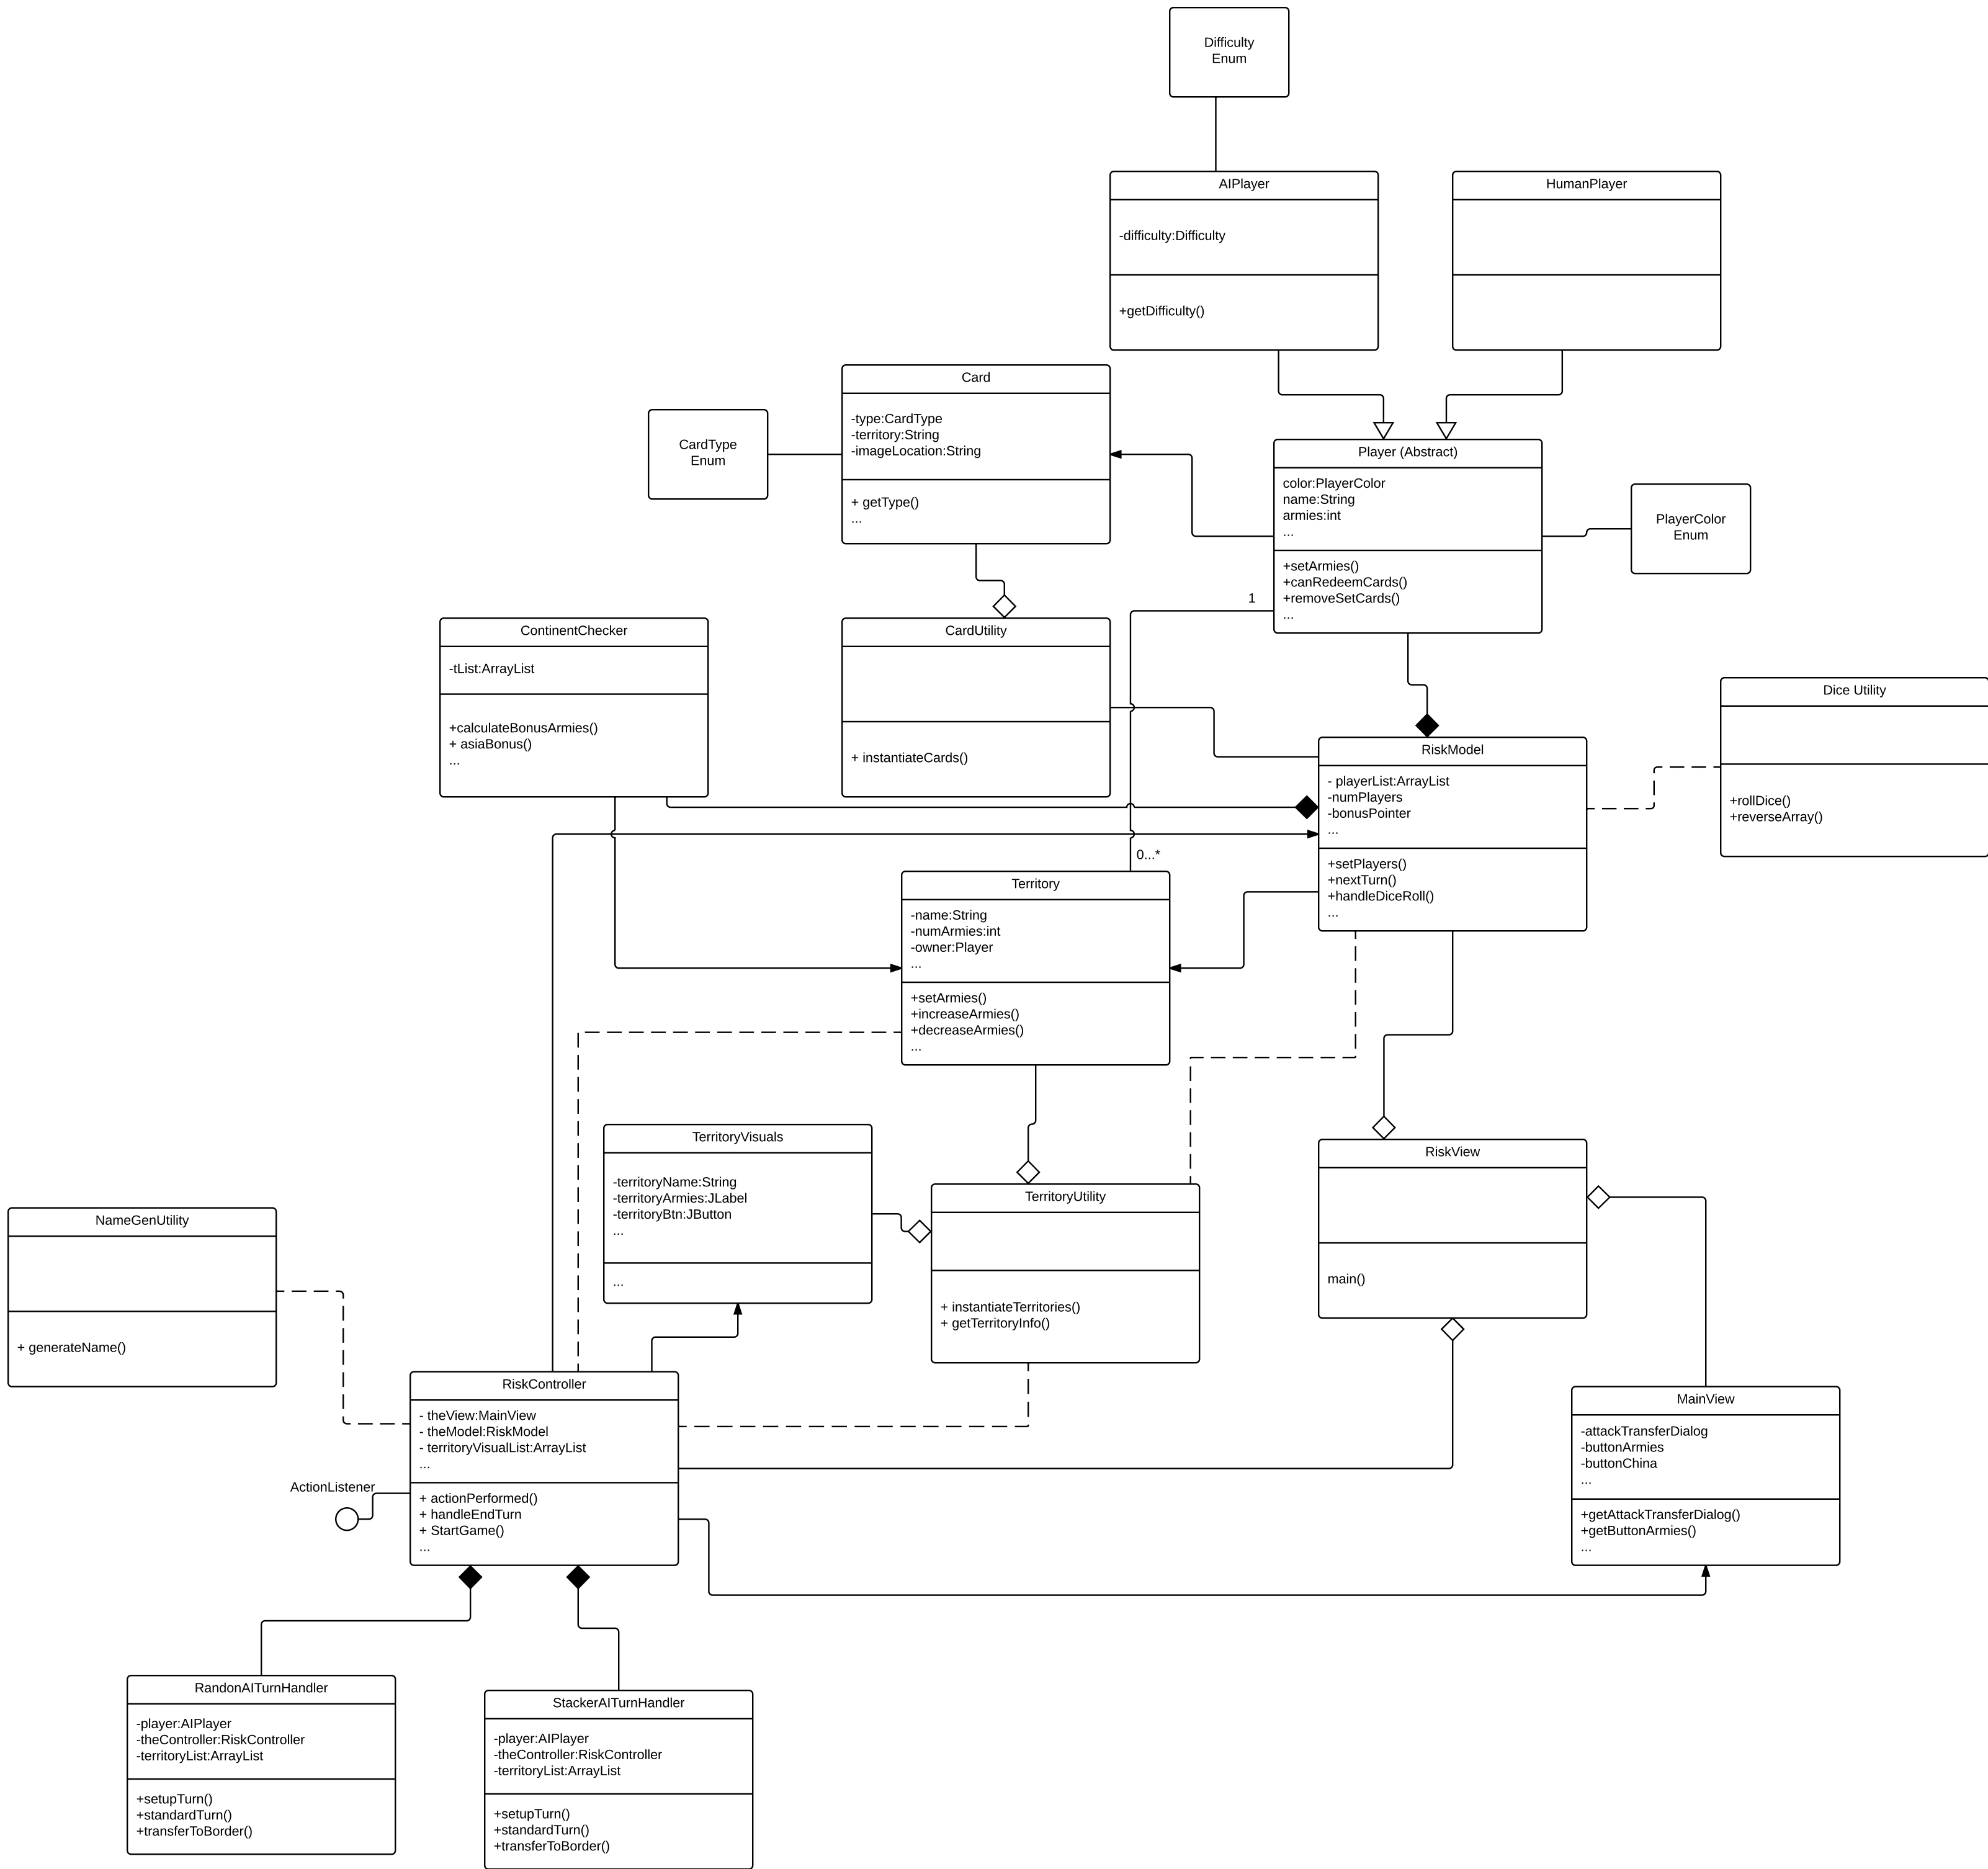 Difficulty
Enum
AIPlayer
-difficulty:Difficulty
+getDifficulty()
HumanPlayer
Card
-type:CardType
-territory:String
-imageLocation:String
+ getType()
...
CardType
Enum
Player (Abstract)
color:PlayerColor
name:String
armies:int
...
+setArmies()
+canRedeemCards()
+removeSetCards()
...
PlayerColor
Enum
1
ContinentChecker
-tList:ArrayList
+calculateBonusArmies()
+ asiaBonus()
...
CardUtility
+ instantiateCards()
Dice Utility
+rollDice()
+reverseArray()
RiskModel
- playerList:ArrayList
-numPlayers
-bonusPointer
...
+setPlayers()
+nextTurn()
+handleDiceRoll()
...
0...*
Territory
-name:String
-numArmies:int
-owner:Player
...
+setArmies()
+increaseArmies()
+decreaseArmies()
...
TerritoryVisuals
-territoryName:String
-territoryArmies:JLabel
-territoryBtn:JButton
...
...
TerritoryUtility
+ instantiateTerritories()
+ getTerritoryInfo()
RiskView
main()
NameGenUtility
+ generateName()
RiskController
- theView:MainView
- theModel:RiskModel
- territoryVisualList:ArrayList
...
+ actionPerformed()
+ handleEndTurn
+ StartGame()
...
ActionListener
MainView
-attackTransferDialog
-buttonArmies
-buttonChina
...
+getAttackTransferDialog()
+getButtonArmies()
...
RandonAITurnHandler
-player:AIPlayer
-theController:RiskController
-territoryList:ArrayList
+setupTurn()
+standardTurn()
+transferToBorder()
StackerAITurnHandler
-player:AIPlayer
-theController:RiskController
-territoryList:ArrayList
+setupTurn()
+standardTurn()
+transferToBorder()